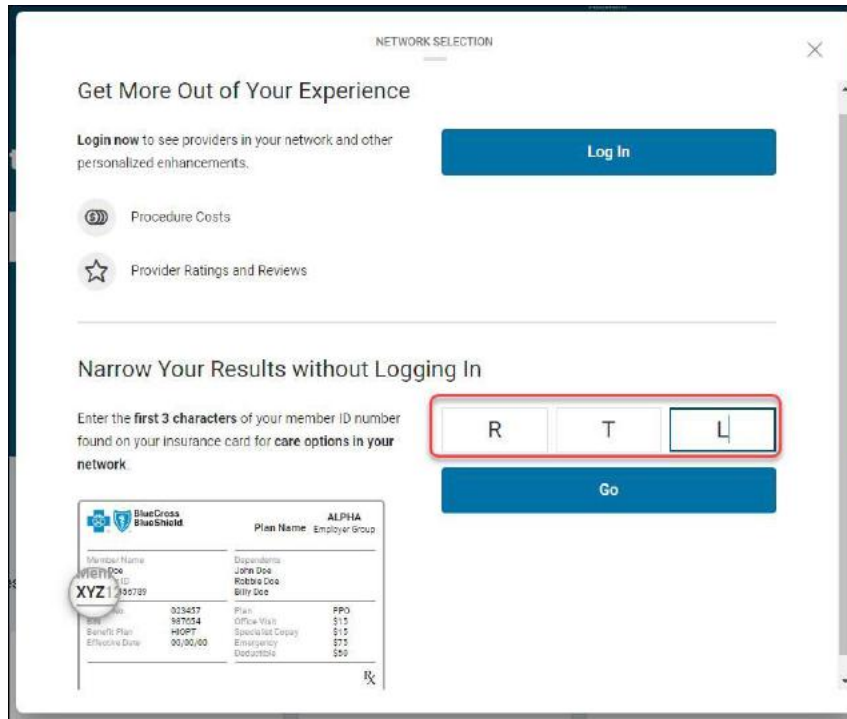 NETWORK SELECTION
Get More Out of Your Experience
Login now to see providers in your network and other
personalized enhancements.
Log In
Procedure Costs
Provider Ratings and Reviews
Narrow Your Results without Logging In
Enter the first 3 characters of your member ID number
found on your insurance card for care options in your
network.
R T L
Go
BlueCross
BlueShield
Plan Name
ALPHA
Employer Group
Member Name
Dependents
John Doe
Robbie Doe
Billy Doe
XYZ12
023457
Plan PPO
987654
Office Visit $15
Benefit Plan HIOPT
Specialist Copay $15
Effective Date 00/00/00
Emergency $75
Deductible $50
Rx